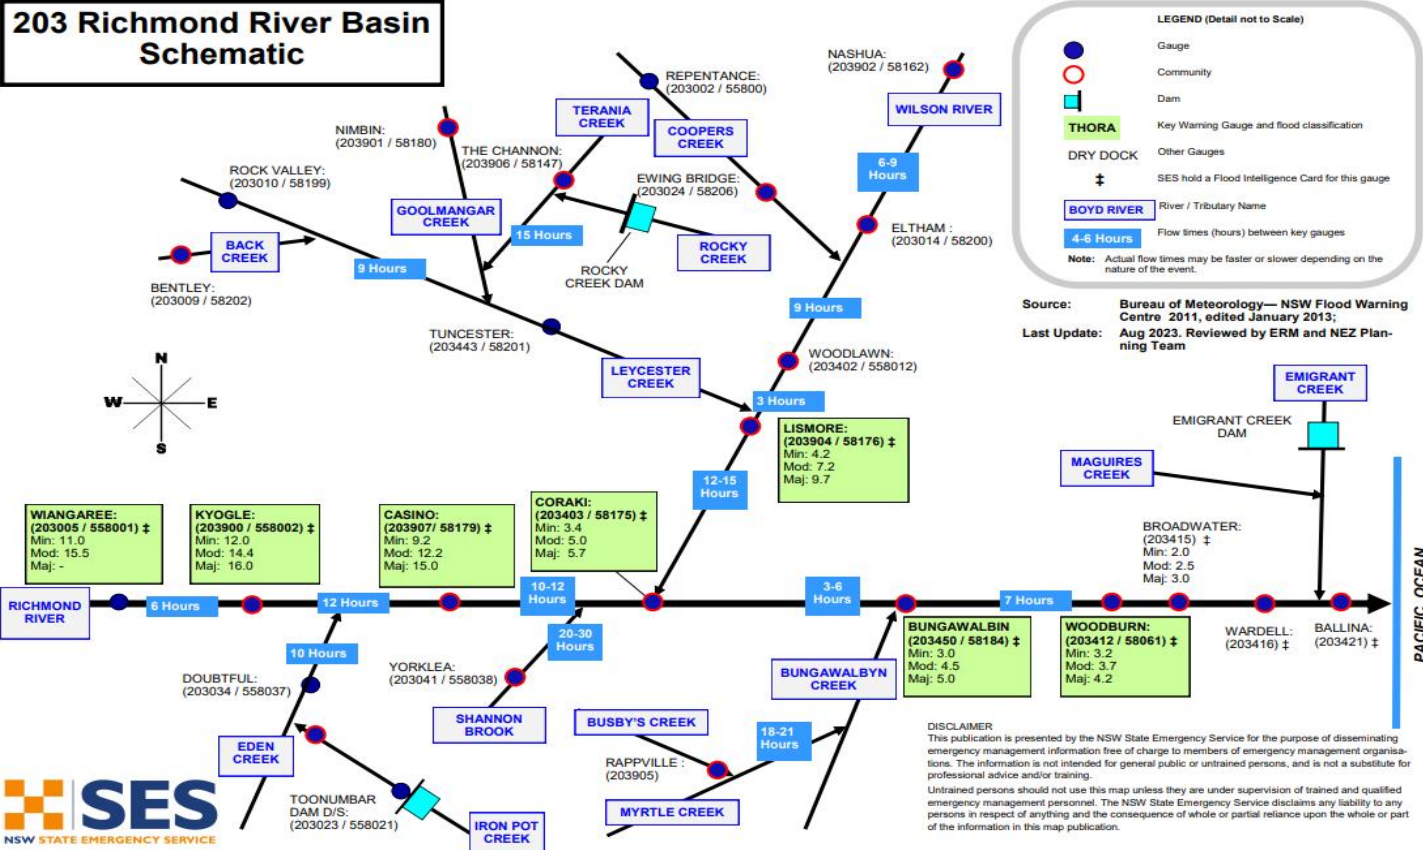 203 Richmond River Basin
Schematic
LEGEND (Detail not to Scale)
Gauge
Community
Dam
THORA
Key Warning Gauge and flood classification
DRY DOCK
Other Gauges
‡
SES hold a Flood Intelligence Card for this gauge
BOYD RIVER
River / Tributary Name
4-6 Hours
Flow times (hours) between key gauges
Note: Actual flow times may be faster or slower depending on the
nature of the event.
Source: Bureau of Meteorology— NSW Flood Warning
Centre 2011, edited January 2013;
Last Update: Aug 2023. Reviewed by ERM and NEZ Plan-
ning Team
NASHUA:
(203902 / 58162)
REPENTANCE:
(203002 / 55800)
WILSON RIVER
TERANIA
CREEK
COOPERS
CREEK
NIMBIN:
(203901 / 58180)
THE CHANNON:
(203906 / 58147)
6-9
Hours
ROCK VALLEY:
(203010 / 58199)
EWING BRIDGE:
(203024 / 58206)
GOOLMANGAR
CREEK
15 Hours
ELTHAM :
(203014 / 58200)
BACK
CREEK
ROCKY
CREEK
9 Hours
ROCKY
CREEK DAM
BENTLEY:
(203009 / 58202)
9 Hours
TUNCESTER:
(203443 / 58201)
WOODLAWN:
(203402 / 558012)
LEYCESTER
CREEK
3 Hours
N
W
E
S
EMIGRANT
CREEK
EMIGRANT CREEK
DAM
MAGUIRES
CREEK
LISMORE:
(203904 / 58176) ‡
Min: 4.2
Mod: 7.2
Maj: 9.7
12-15
Hours
WIANGAREE:
(203005 / 558001) ‡
Min: 11.0
Mod: 15.5
Maj: -
KYOGLE:
(203900 / 558002) ‡
Min: 12.0
Mod: 14.4
Maj: 16.0
CASINO:
(203907/ 58179) ‡
Min: 9.2
Mod: 12.2
Maj: 15.0
CORAKI:
(203403 / 58175) ‡
Min: 3.4
Mod: 5.0
Maj: 5.7
BROADWATER:
(203415) ‡
Min: 2.0
Mod: 2.5
Maj: 3.0
RICHMOND
RIVER
6 Hours
12 Hours
10-12
Hours
3-6
Hours
7 Hours
PACIFIC OCEAN
20-30
Hours
10 Hours
BUNGAWALBIN
(203450 / 58184) ‡
Min: 3.0
Mod: 4.5
Maj: 5.0
WOODBURN:
(203412 / 58061) ‡
Min: 3.2
Mod: 3.7
Maj: 4.2
WARDELL:
(203416) ‡
BALLINA:
(203421) ‡
DOUBTFUL:
(203034 / 558037)
YORKLEA:
(203041 / 558038)
BUNGAWALBYN
CREEK
SHANNON
BROOK
BUSBY'S CREEK
EDEN
CREEK
18-21
Hours
RAPPVILLE :
(203905)
MYRTLE CREEK
TOONUMBAR
DAM D/S:
(203023 / 558021)
IRON POT
CREEK
DISCLAIMER
This publication is presented by the NSW State Emergency Service for the purpose of disseminating
emergency management information free of charge to members of emergency management organisa-
tions. The information is not intended for general public or untrained persons, and is not a substitute for
professional advice and/or training.
Untrained persons should not use this map unless they are under supervision of trained and qualified
emergency management personnel. The NSW State Emergency Service disclaims any liability to any
persons in respect of anything and the consequence of whole or partial reliance upon the whole or part
of the information in this map publication.
SES
NSW STATE EMERGENCY SERVICE